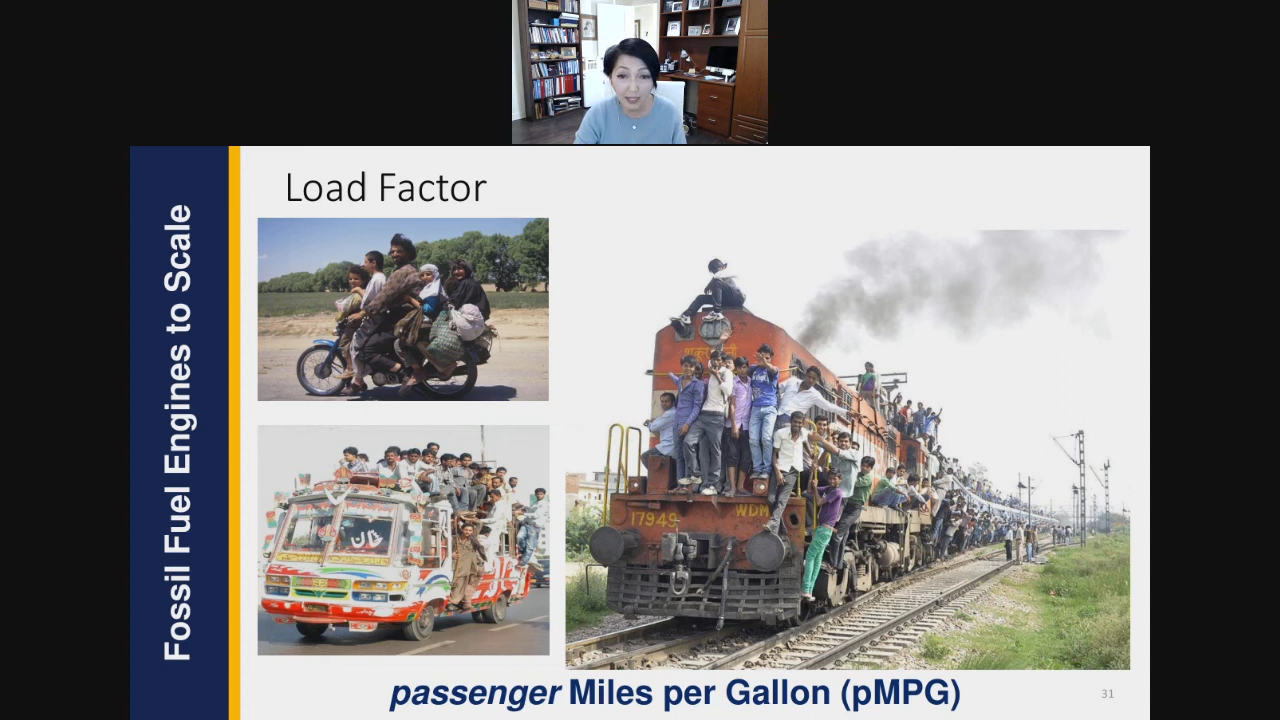 Load Factor
Fossil Fuel Engines to Scale
17949
WDM
passenger Miles per Gallon (pMPG)
31